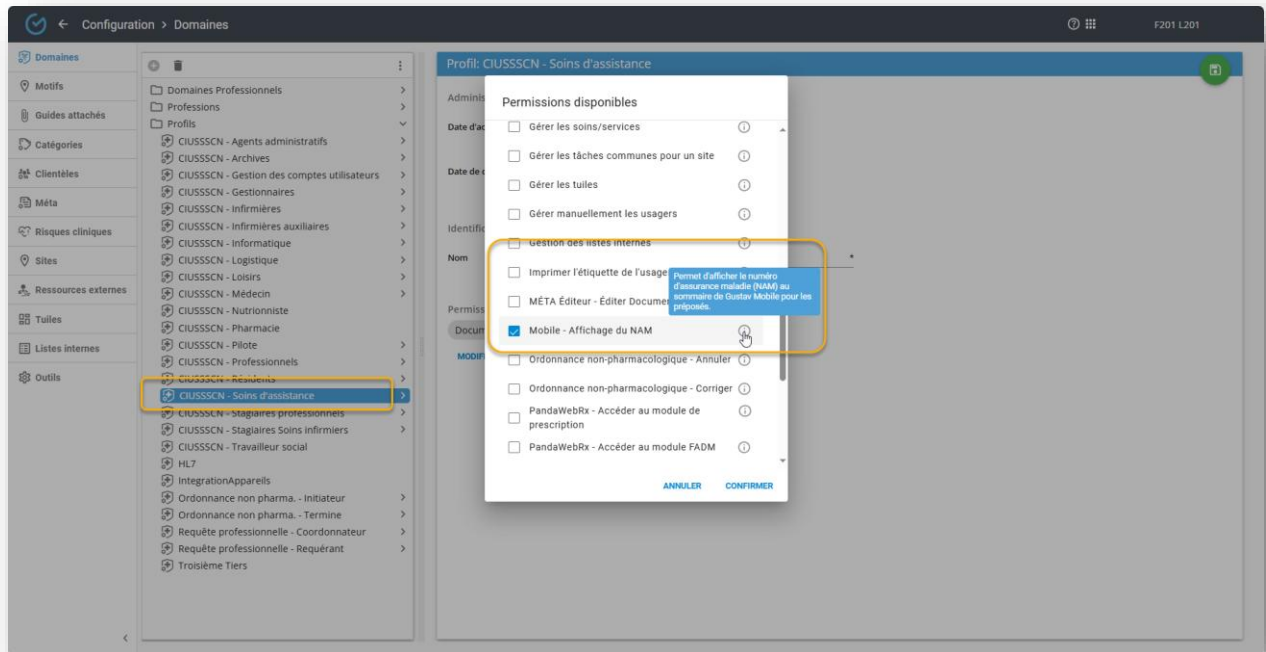 Configuration > Domaines
F201 L201
Domaines
Motifs
Guides attachés
Catégories
Clientèles
Méta
Risques cliniques
Sites
Ressources externes
Tuiles
Listes internes
Outils
Domaines Professionnels
Professions
Profils
CIUSSSCN - Agents administratifs
CIUSSSCN - Archives
CIUSSSCN - Gestion des comptes utilisateurs
CIUSSSCN - Gestionnaires
CIUSSSCN - Infirmières
CIUSSSCN - Infirmières auxiliaires
CIUSSSCN - Informatique
CIUSSSCN - Logistique
CIUSSSCN - Loisirs
CIUSSSCN - Médecin
CIUSSSCN - Nutritionniste
CIUSSSCN - Pharmacie
CIUSSSCN - Pilote
CIUSSSCN - Professionnels
CIUSSSCN - Résidents
CIUSSSCN - Soins d'assistance
CIUSSSCN - Stagiaires professionnels
CIUSSSCN - Stagiaires Soins infirmiers
CIUSSSCN - Travailleur social
HL7
IntegrationAppareils
Ordonnance non pharma. - Initiateur
Ordonnance non pharma. - Termine
Requête professionnelle - Coordonnateur
Requête professionnelle - Requérant
Troisième Tiers
Profil: CIUSSSCN - Soins d'assistance
Adminis
Date d'ac
Date de d
Identific
Nom
Permiss
Docum
MODIFI
Permissions disponibles
Gérer les soins/services
Gérer les tâches communes pour un site
Gérer les tuiles
Gérer manuellement les usagers
Gestion des listes internes
Imprimer l'étiquette de l'usage
MÉTA Éditeur - Éditer Documen
Mobile - Affichage du NAM
Permet d'afficher le numéro
d'assurance maladie (NAM) au
sommaire de Gustav Mobile pour les
préposés.
Ordonnance non-pharmacologique - Annuler
Ordonnance non-pharmacologique - Corriger
PandaWebRx - Accéder au module de
prescription
PandaWebRx - Accéder au module FADM
ANNULER CONFIRMER